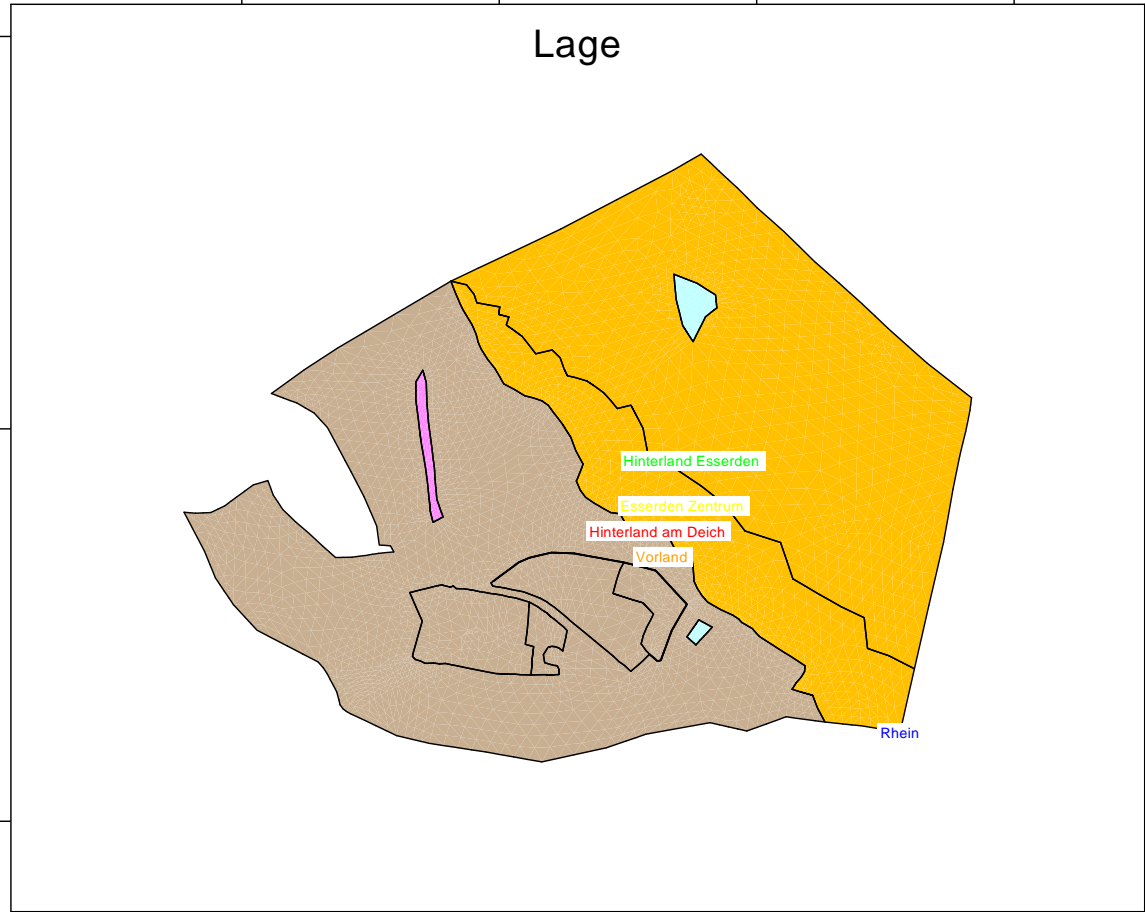 Lage
Hinterland Esserden
Esserden Zentrum
Hinterland am Deich
Vorland
Rhein